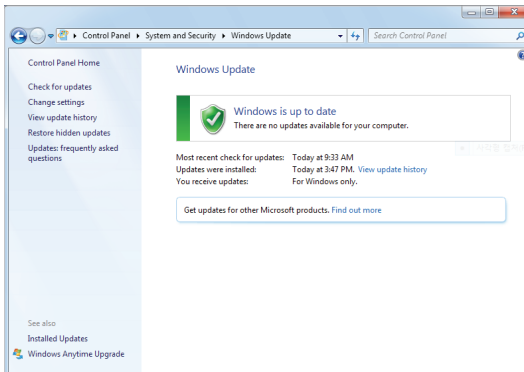 Control Panel ▸ System and Security ▸ Windows Update
Search Control Panel
Control Panel Home
Check for updates
Change settings
View update history
Restore hidden updates
Updates: frequently asked
questions
See also
Installed Updates
Windows Anytime Upgrade
Windows Update
Windows is up to date
There are no updates available for your computer.
Most recent check for updates: Today at 9:33 AM
Updates were installed: Today at 3:47 PM. View update history
You receive updates: For Windows only.
Get updates for other Microsoft products. Find out more